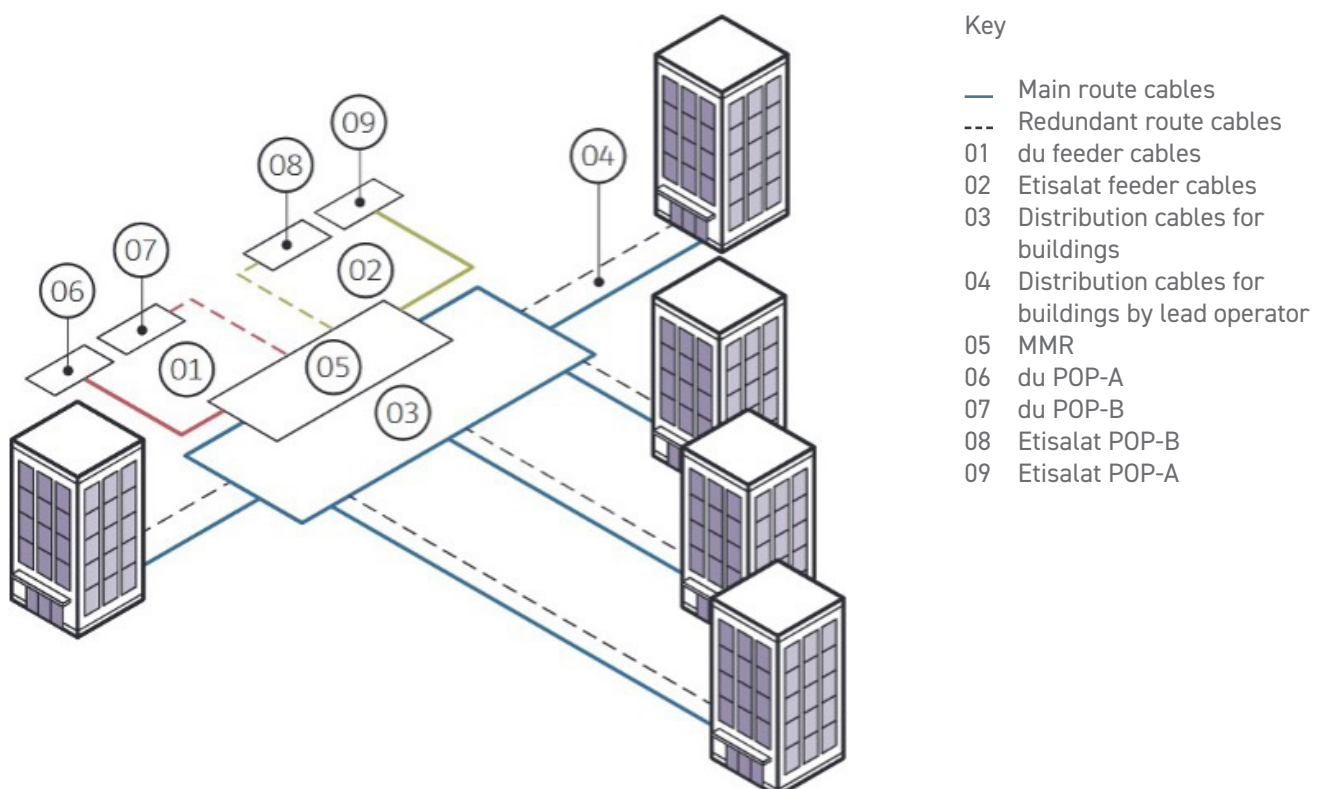 09
08
04
07
02
06
01
05
03
Key
Main route cables
Redundant route cables
01 du feeder cables
02 Etisalat feeder cables
03 Distribution cables for
buildings
04 Distribution cables for
buildings by lead operator
05 MMR
06 du POP-A
07 du POP-B
08 Etisalat POP-B
09 Etisalat POP-A